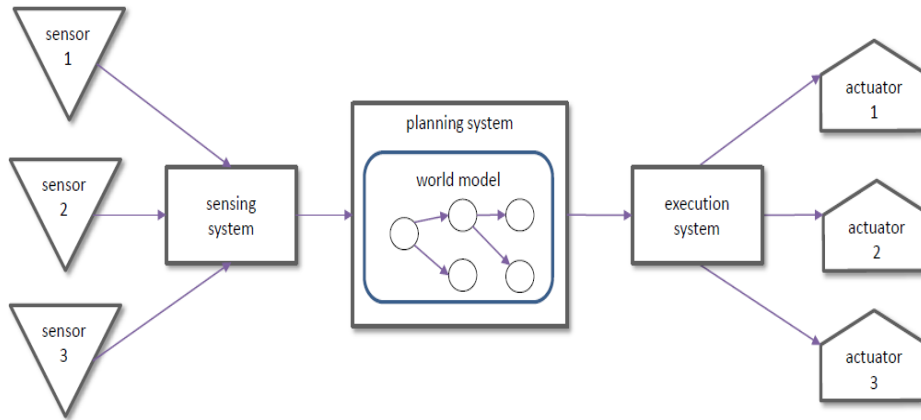 sensor
1
sensor
2
sensor
3
sensing
system
planning system
world model
execution
system
actuator
1
actuator
2
actuator
3